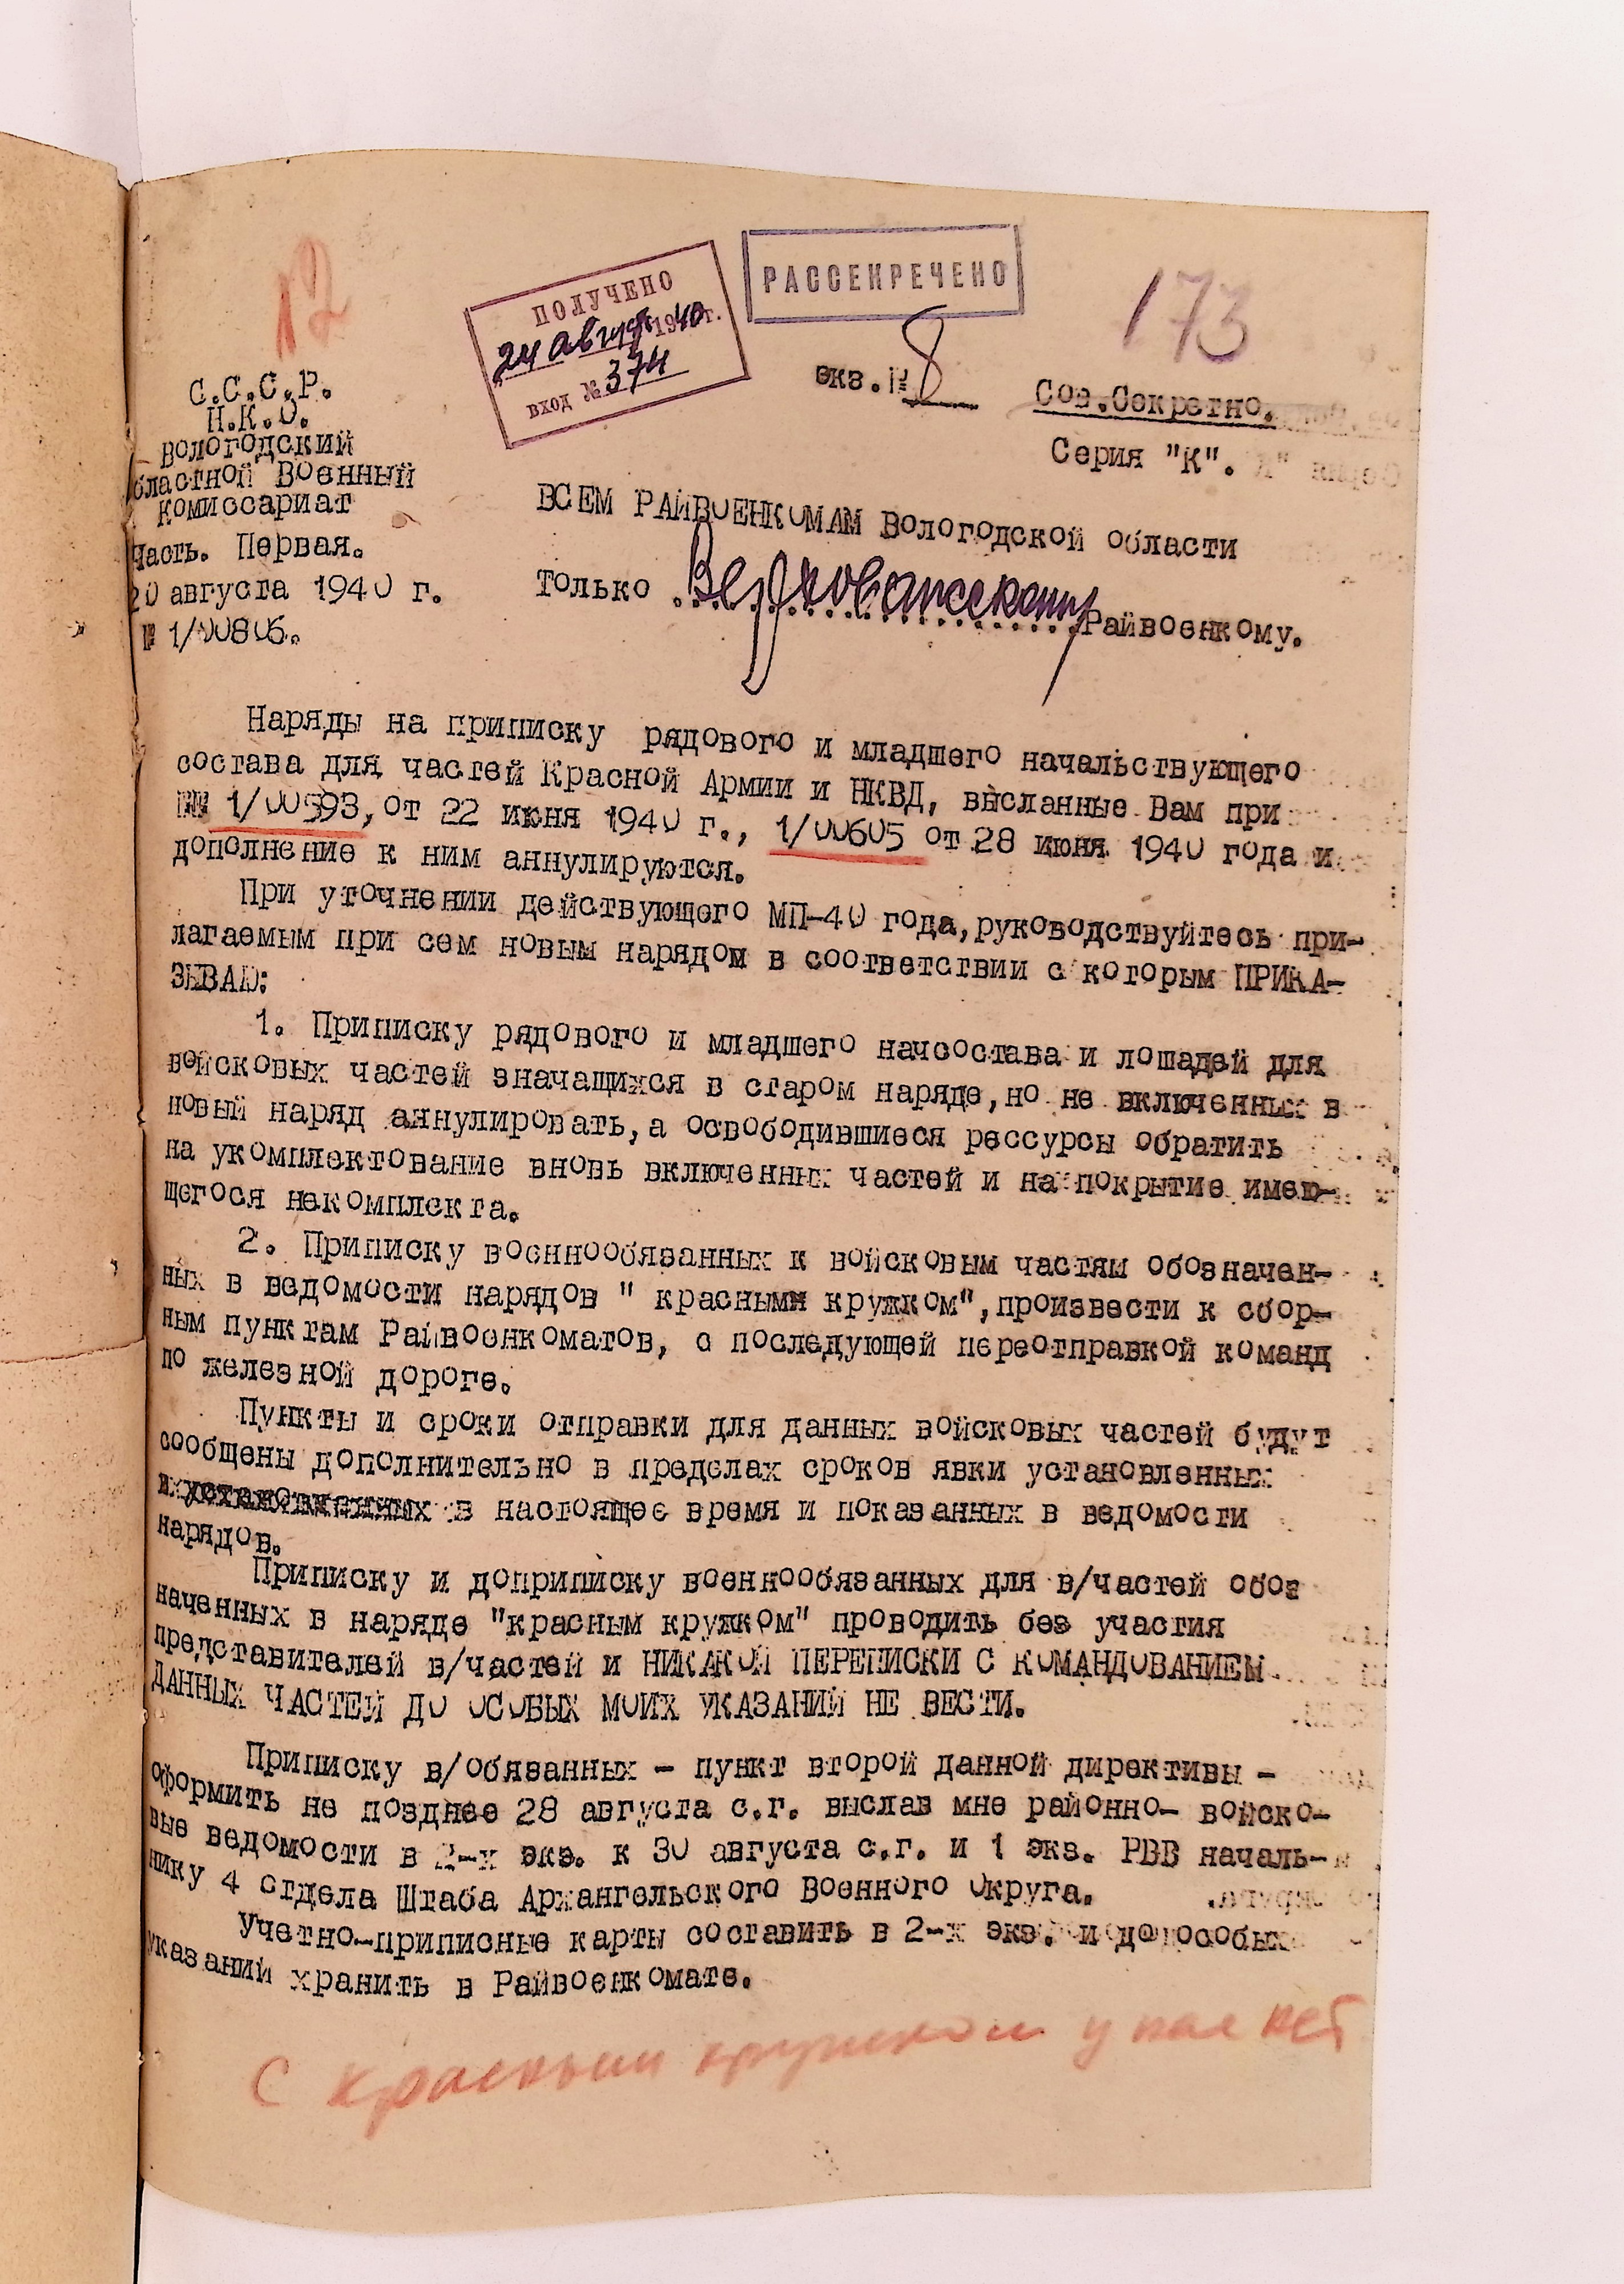 12
ПОЛУЧЕНО
24 август 1940 г.
ВХОД № 374
РАССЕКРЕЧЕНО
173
экз. № 8
Сов.Секретно.
Серия "К".
С.С.С.Р.
Н.К.О.
Вологодский
бластной Военный
Комиссариат
Часть. Первая.
20 августа 1940 г.
№ 1/00805.
ВСЕМ РАЙВОЕНКОМАМ Вологодской области
Только Верховажскому Райвоенкому.
Наряды на приписку рядового и младшего начальствующего
состава для частей Красной Армии и НКВД, высланные Вам при
№№ 1/00593, от 22 июня 1940 г., 1/00605 от 28 июня 1940 года и
дополнение к ним аннулируются.
При уточнении действующего МП-40 года, руководствуйтесь при-
лагаемым при сем новым нарядом в соответствии с которым ПРИКА-
ЗЫВАЮ:
1. Приписку рядового и младшего начсостава и лошадей для
войсковых частей значащихся в старом наряде, но не включенных в
новый наряд аннулировать, а освободившиеся рессурсы обратить
на укомплектование вновь включенных частей и на покрытие имею-
щегося некомплекта.
2. Приписку военнообязанных к войсковым частям обозначен-
ных в ведомости нарядов " красным кружком", произвести к сбор-
ным пунктам Райвоенкоматов, с последующей переотправкой команд
по железной дороге.
Пункты и сроки отправки для данных войсковых частей будут
сообщены дополнительно в пределах сроков явки установленных
в настоящее время и показанных в ведомости
нарядов.
Приписку и доприписку военнообязанных для в/частей обоз
наченных в наряде "красным кружком" проводить без участия
представителей в/частей и НИКАКОЙ ПЕРЕПИСКИ С КОМАНДОВАНИЕМ
ДАННЫХ ЧАСТЕЙ ДО ОСОБЫХ МОИХ УКАЗАНИЙ НЕ ВЕСТИ.
Приписку в/обязанных - пункт второй данной директивы -
оформить не позднее 28 августа с.г. выслав мне районно- войско-
вые ведомости в 2-х экз. к 30 августа с.г. и 1 экз. РВВ началь-
нику 4 отдела Штаба Архангельского Военного Округа.
Учетно-приписные карты составить в 2-х экз. и до особых
указаний хранить в Райвоенкомате.
С красным кружком у нас нет